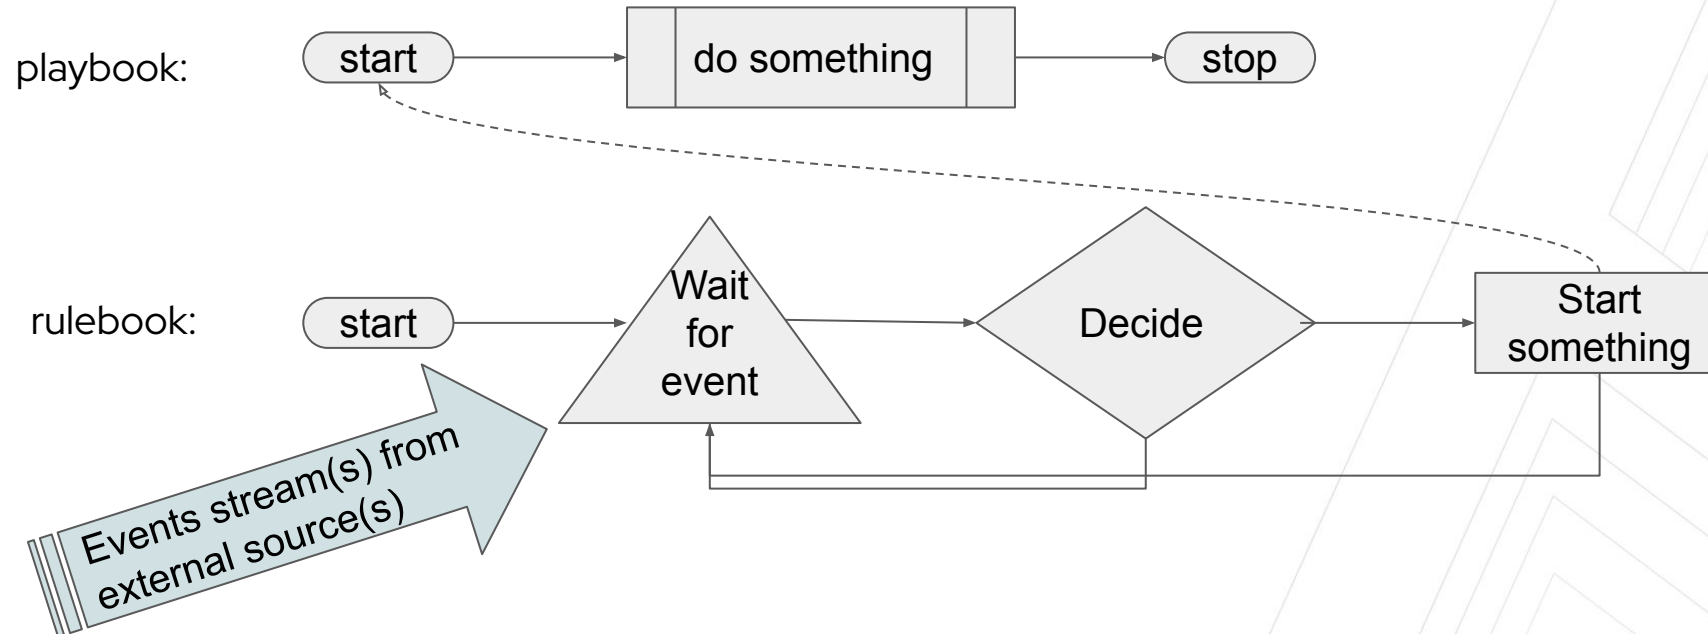 playbook:
start
do something
stop
rulebook:
start
Wait
for
event
Decide
Start
something
Events stream(s) from
external source(s)